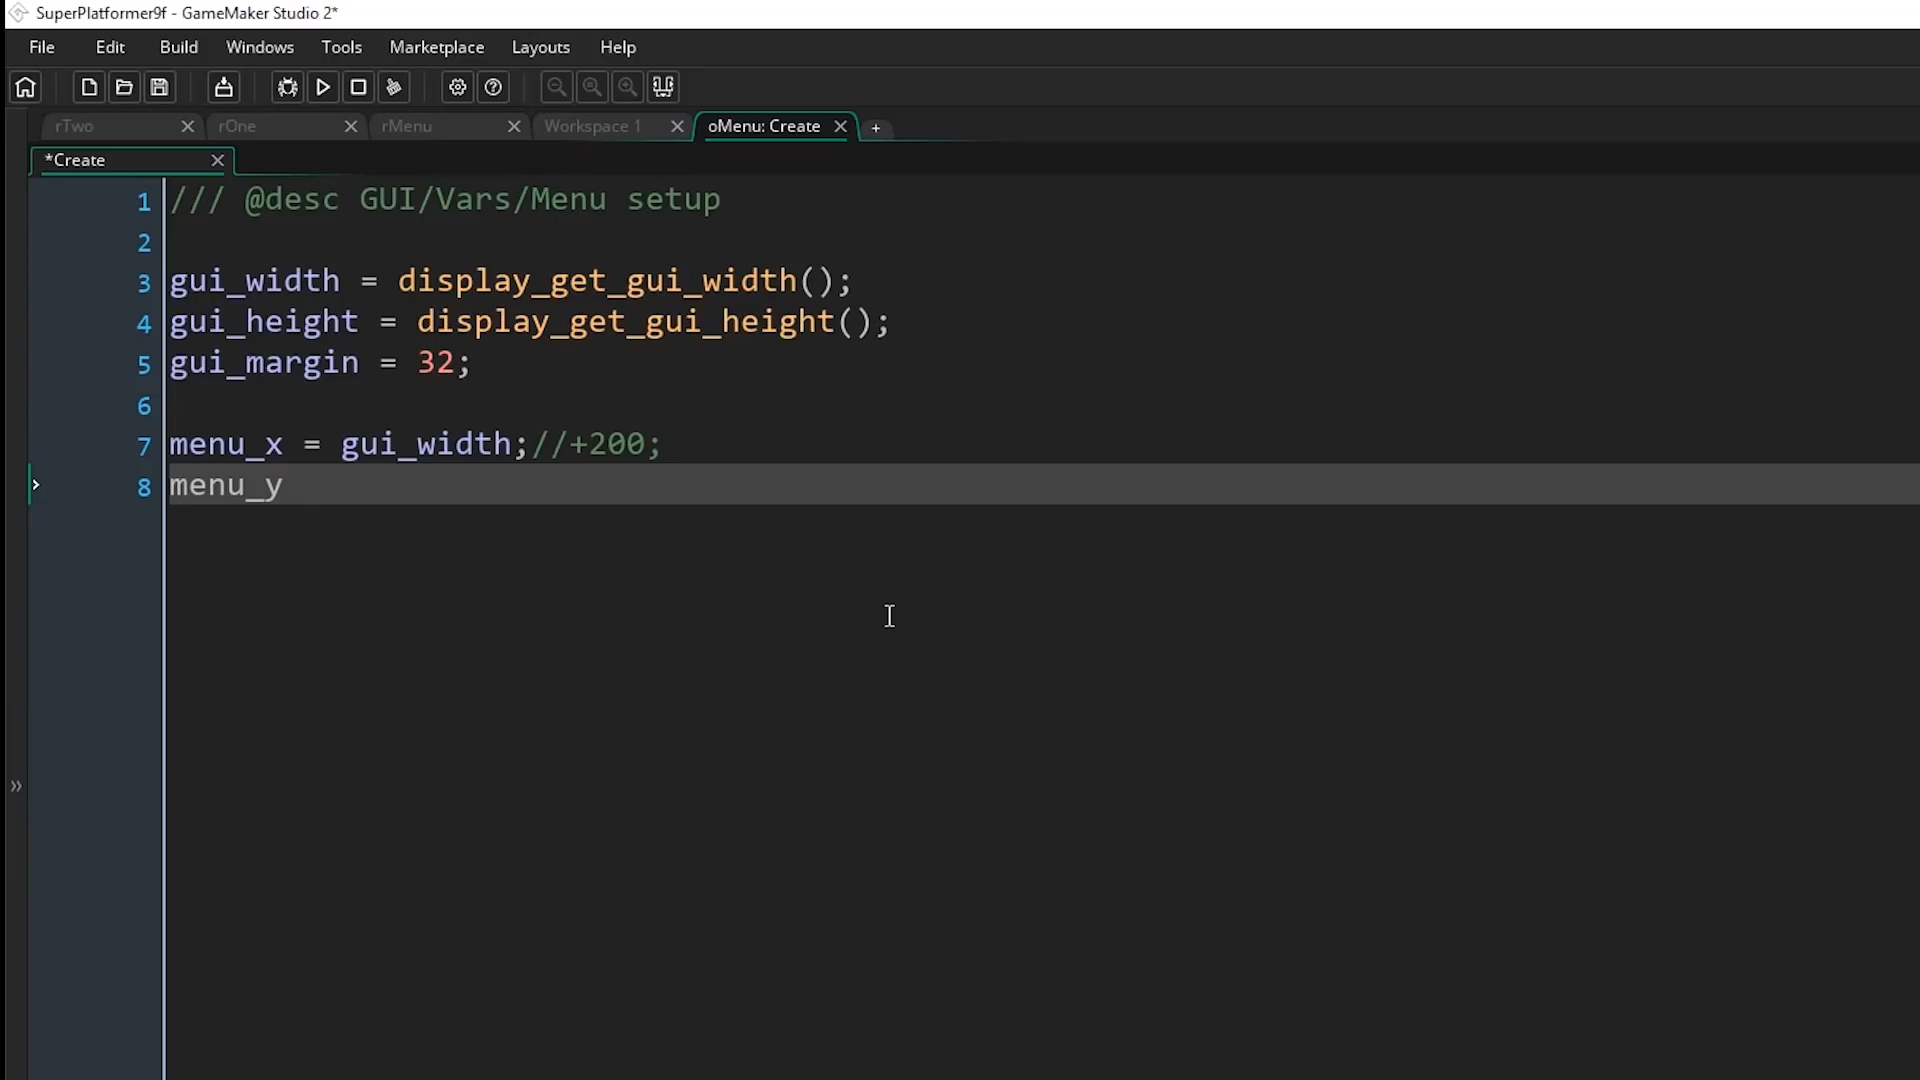 SuperPlatformer9f - GameMaker Studio 2*
File Edit Build Windows Tools Marketplace Layouts Help
rTwo rOne rMenu Workspace 1 oMenu: Create
*Create
1 /// @desc GUI/Vars/Menu setup
2
3 gui_width = display_get_gui_width();
4 gui_height = display_get_gui_height();
5 gui_margin = 32;
6
7 menu_x = gui_width;//+200;
8 menu_y